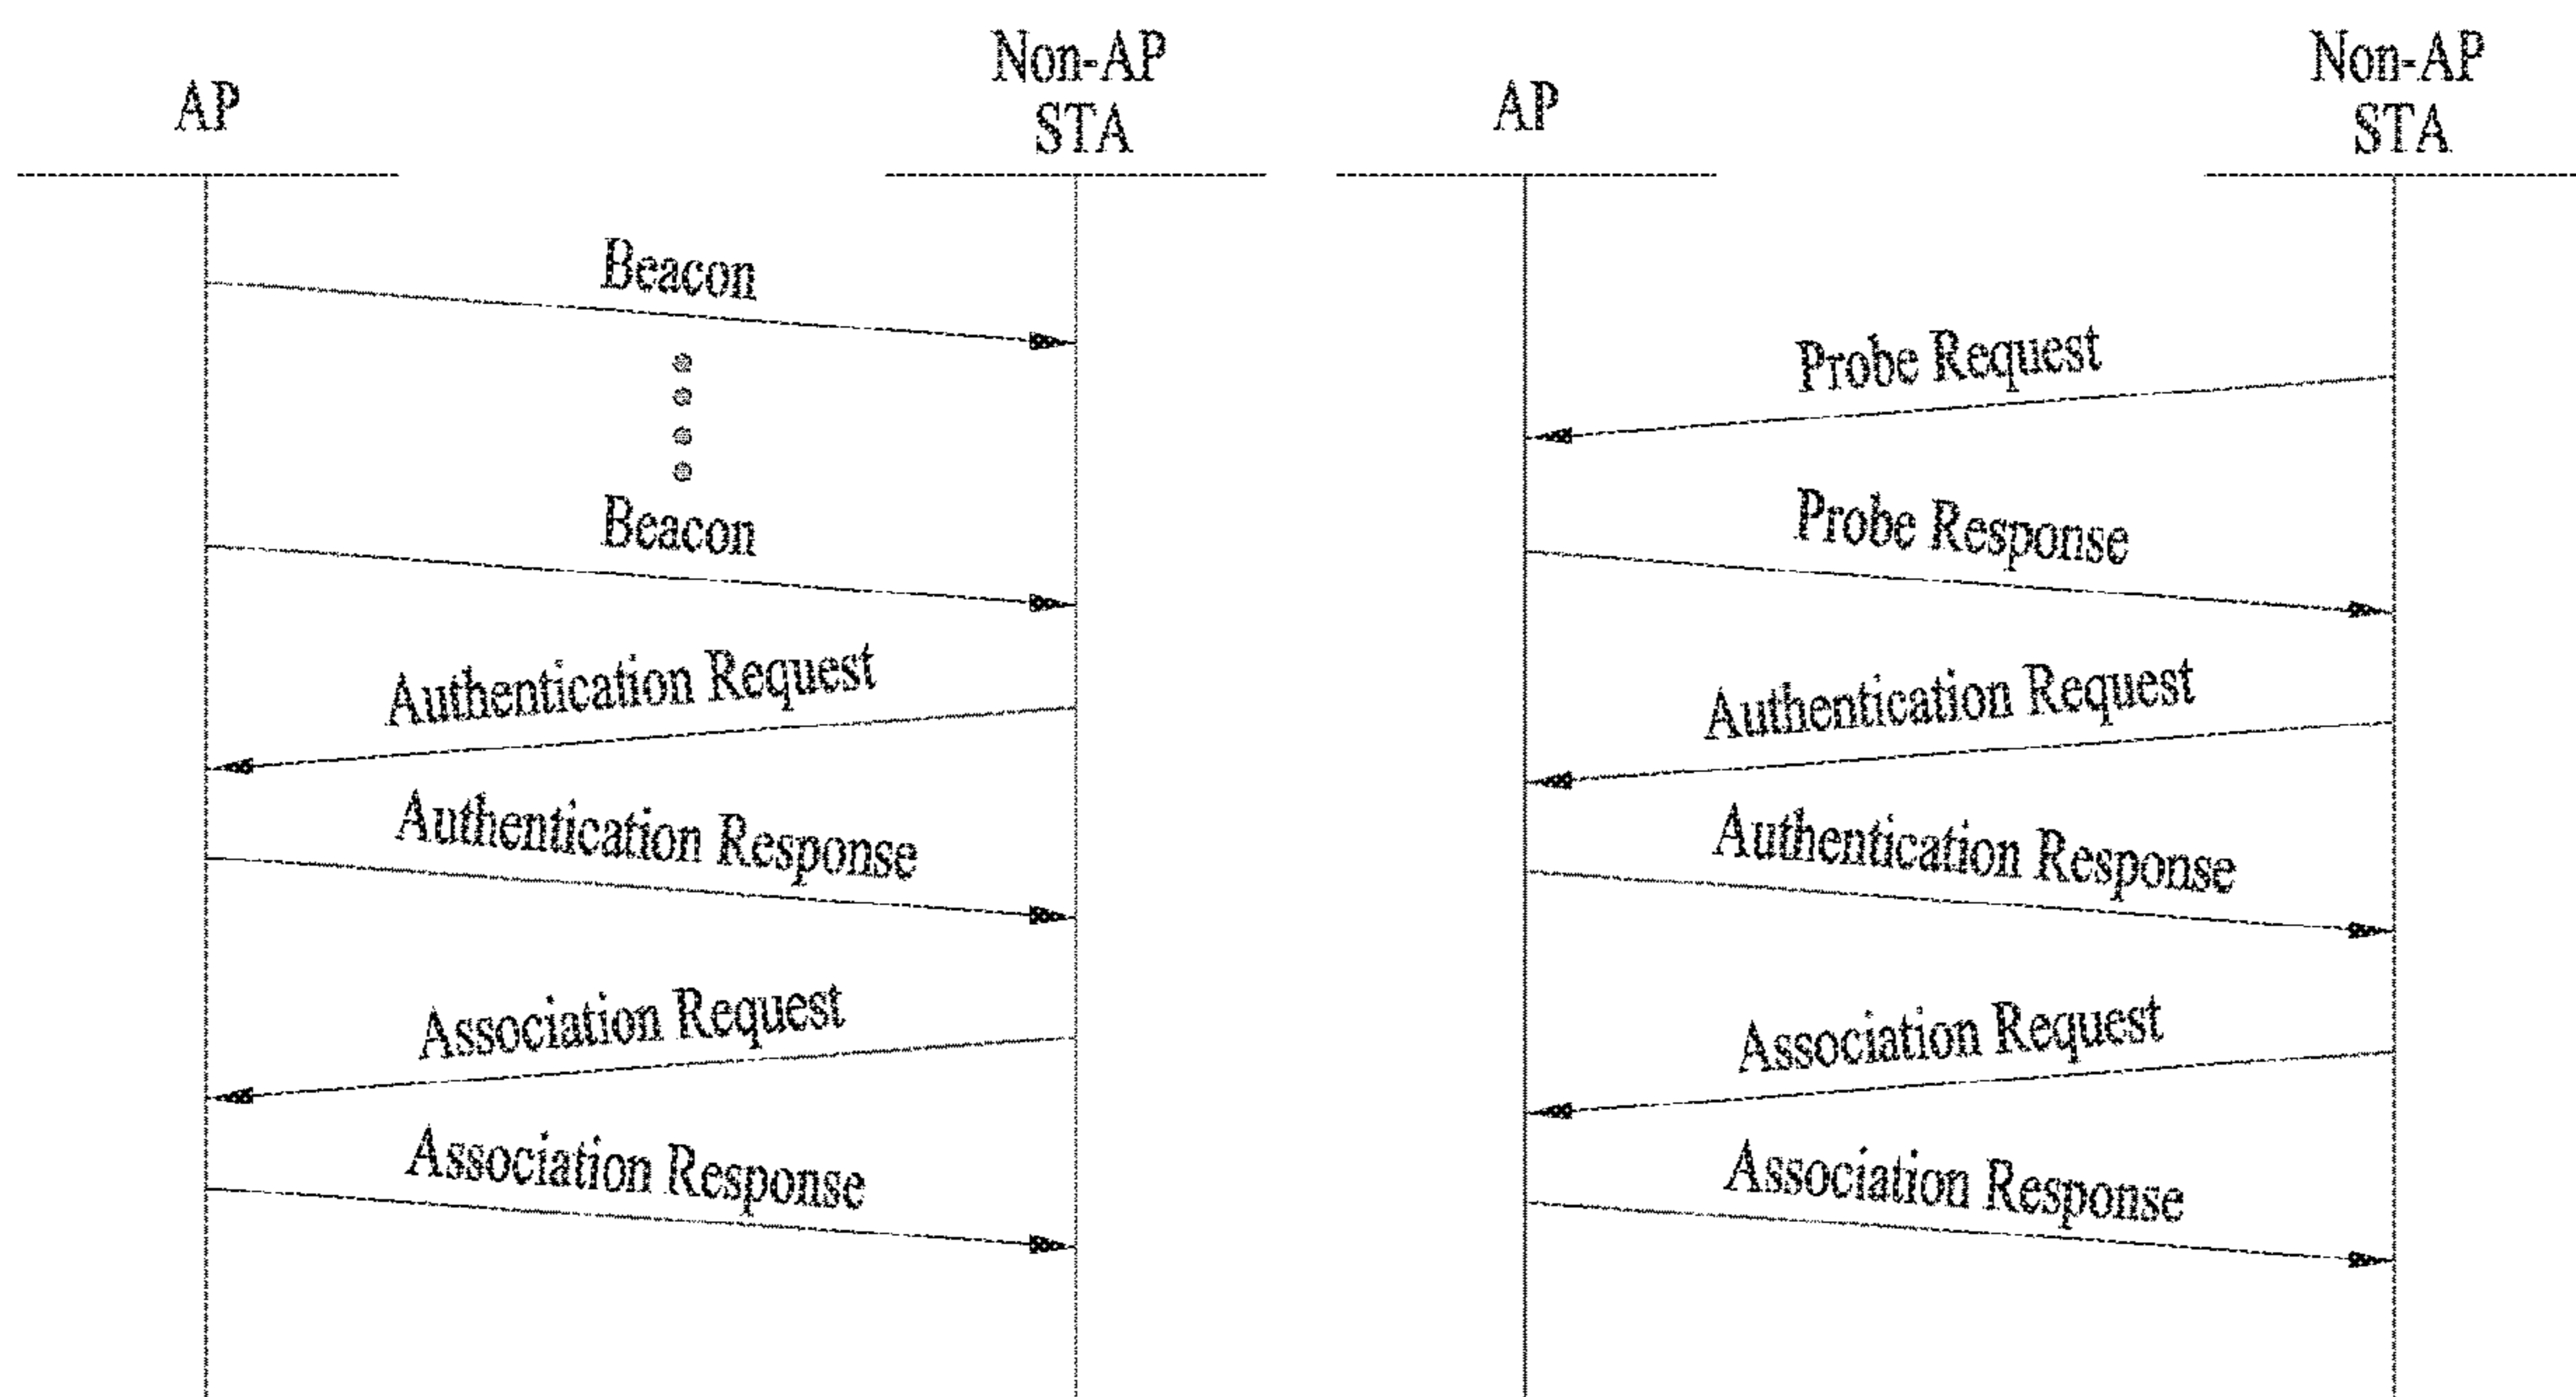 AP
Non-AP
STA
Beacon
Beacon
Authentication Request
Authentication Response
Association Request
Association Response
AP
Non-AP
STA
Probe Request
Probe Response
Authentication Request
Authentication Response
Association Request
Association Response